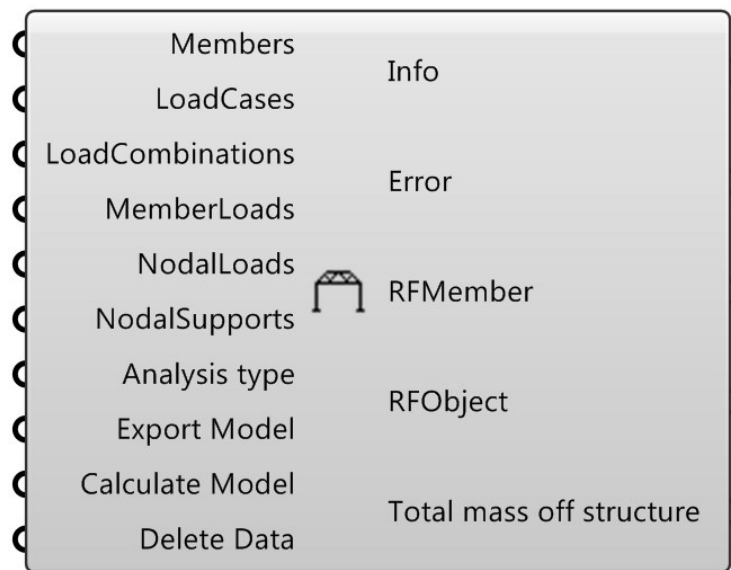 Members
LoadCases
LoadCombinations
MemberLoads
NodalLoads
NodalSupports
Analysis type
Export Model
Calculate Model
Delete Data
Info
Error
RFMember
RFObject
Total mass off structure